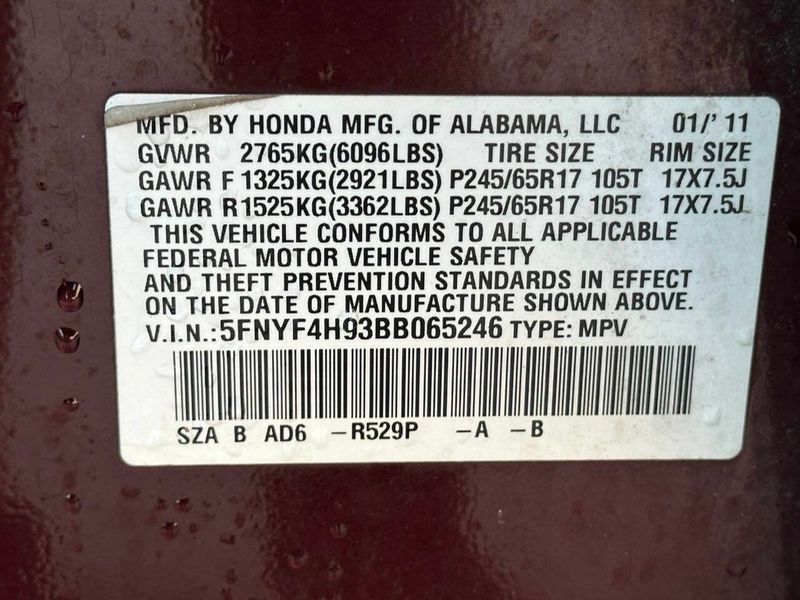 MFD. BY HONDA MFG. OF ALABAMA, LLC 01/'11
GVWR 2765KG(6096LBS) TIRE SIZE RIM SIZE
GAWR F 1325KG(2921LBS) P245/65R17 105T 17X7.5J
GAWR R 1525KG(3362LBS) P245/65R17 105T 17X7.5J
THIS VEHICLE CONFORMS TO ALL APPLICABLE
FEDERAL MOTOR VEHICLE SAFETY
AND THEFT PREVENTION STANDARDS IN EFFECT
ON THE DATE OF MANUFACTURE SHOWN ABOVE.
V.I.N.:5FNYF4H93BB065246 TYPE: MPV
SZA B AD6 -R529P -A -B